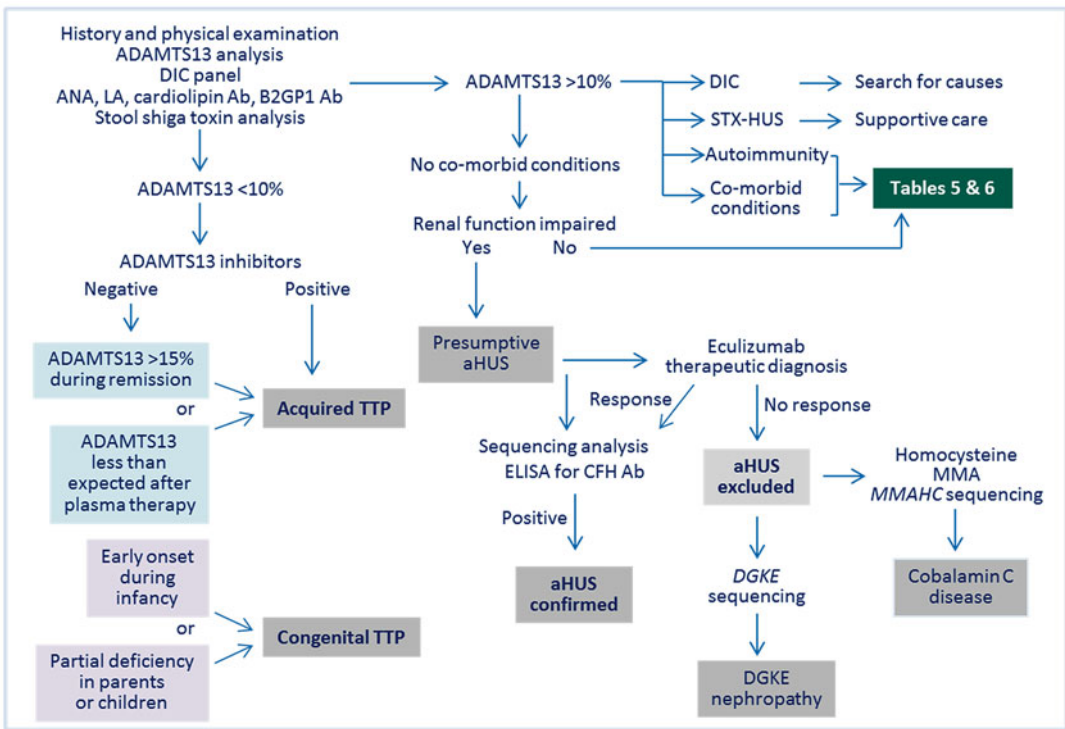 History and physical examination
ADAMTS13 analysis
DIC panel
ANA, LA, cardiolipin Ab, B2GP1 Ab
Stool shiga toxin analysis
ADAMTS13 >10%
DIC
Search for causes
STX-HUS
Supportive care
Autoimmunity
Co-morbid
conditions
Tables 5 & 6
No co-morbid conditions
Renal function impaired
Yes
No
ADAMTS13 <10%
ADAMTS13 inhibitors
Negative
Positive
ADAMTS13 >15%
during remission
or
ADAMTS13
less than
expected after
plasma therapy
Acquired TTP
Early onset
during
infancy
or
Partial deficiency
in parents
or children
Congenital TTP
Presumptive
aHUS
Eculizumab
therapeutic diagnosis
Response
No response
Sequencing analysis
ELISA for CFH Ab
Positive
aHUS
confirmed
aHUS
excluded
Homocysteine
MMA
MMAHC sequencing
Cobalamin C
disease
DGKE
sequencing
DGKE
nephropathy